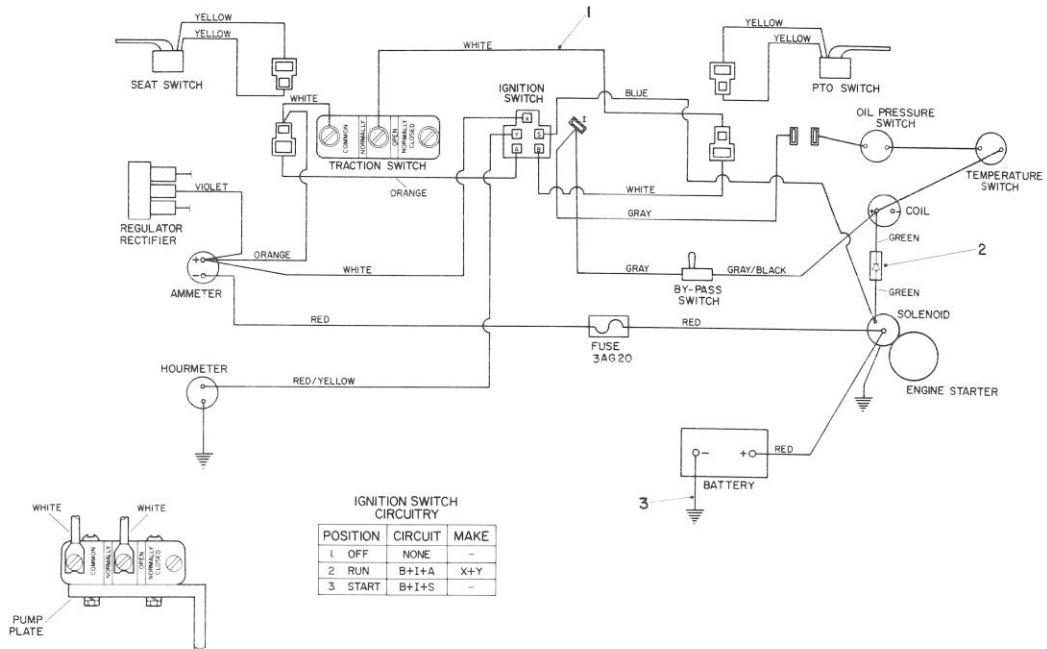 YELLOW
YELLOW
SEAT SWITCH
WHITE
1
YELLOW
YELLOW
PTO SWITCH
WHITE
COMMON
NORMALLY
OPEN
NORMALLY
CLOSED
TRACTION SWITCH
IGNITION
SWITCH
X
Y
S
A
B
I
BLUE
OIL PRESSURE
SWITCH
TEMPERATURE
SWITCH
VIOLET
REGULATOR
RECTIFIER
ORANGE
WHITE
GRAY
+ -
COIL
GREEN
2
GREEN
ORANGE
WHITE
+
-
AMMETER
GRAY
GRAY/BLACK
BY-PASS
SWITCH
RED
RED
FUSE
3AG20
SOLENOID
ENGINE STARTER
HOURMETER
RED/YELLOW
- +
BATTERY
RED
3
WHITE
WHITE
COMMON
NORMALLY
OPEN
NORMALLY
CLOSED
PUMP
PLATE
IGNITION SWITCH
CIRCUITRY
POSITION CIRCUIT MAKE
1. OFF NONE -
2. RUN B+I+A X+Y
3. START B+I+S -